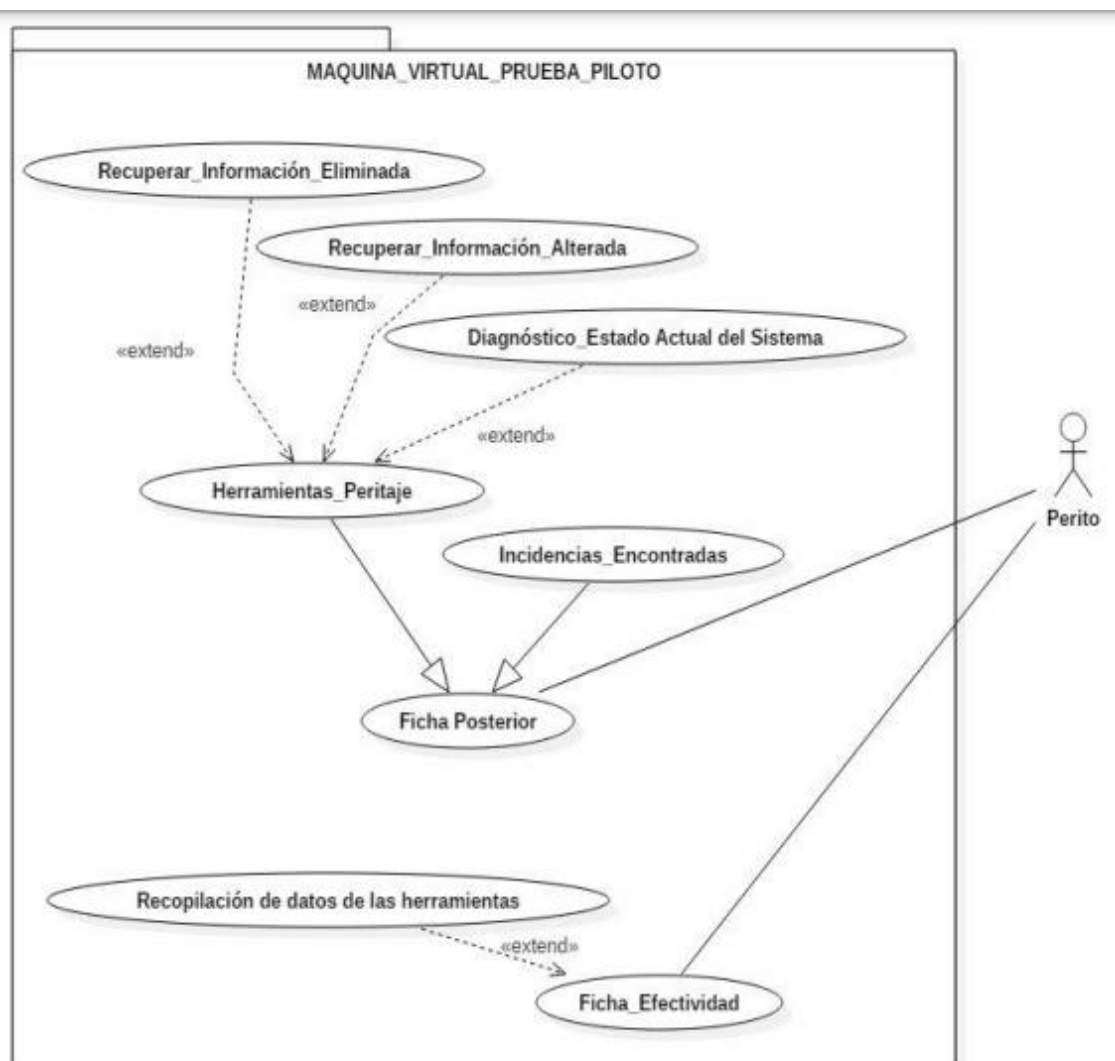 MAQUINA_VIRTUAL_PRUEBA_PILOTO
Recuperar_Información_Eliminada
Recuperar_Información_Alterada
«extend»
Diagnóstico_Estado Actual del Sistema
«extend»
«extend»
Herramientas_Peritaje
Perito
Incidencias_Encontradas
Ficha Posterior
Recopilación de datos de las herramientas
«extend»
Ficha_Efectividad